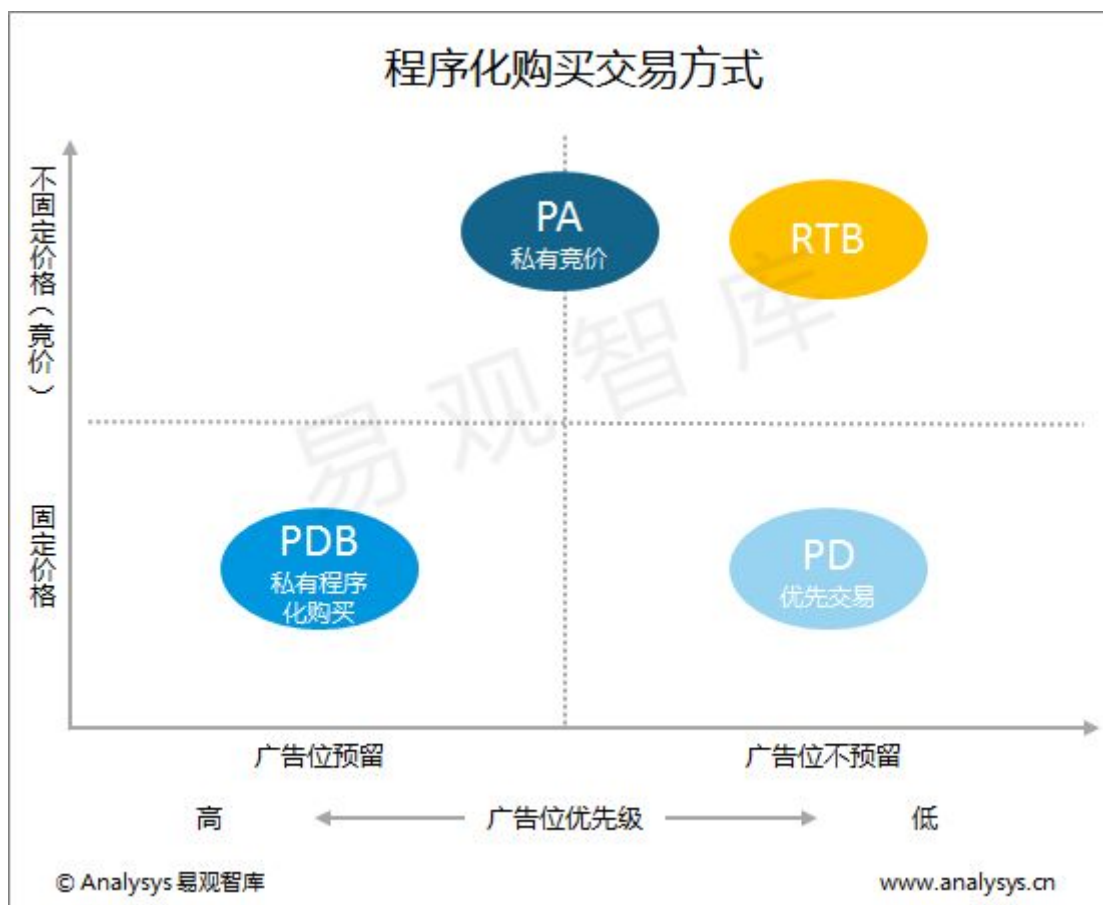 程序化购买交易方式
不固定价格（竞价）
PA
私有竞价
RTB
易观智库
固定价格
PDB
私有程序
化购买
PD
优先交易
广告位预留
广告位不预留
高
广告位优先级
低
© Analysys 易观智库
www.analysys.cn